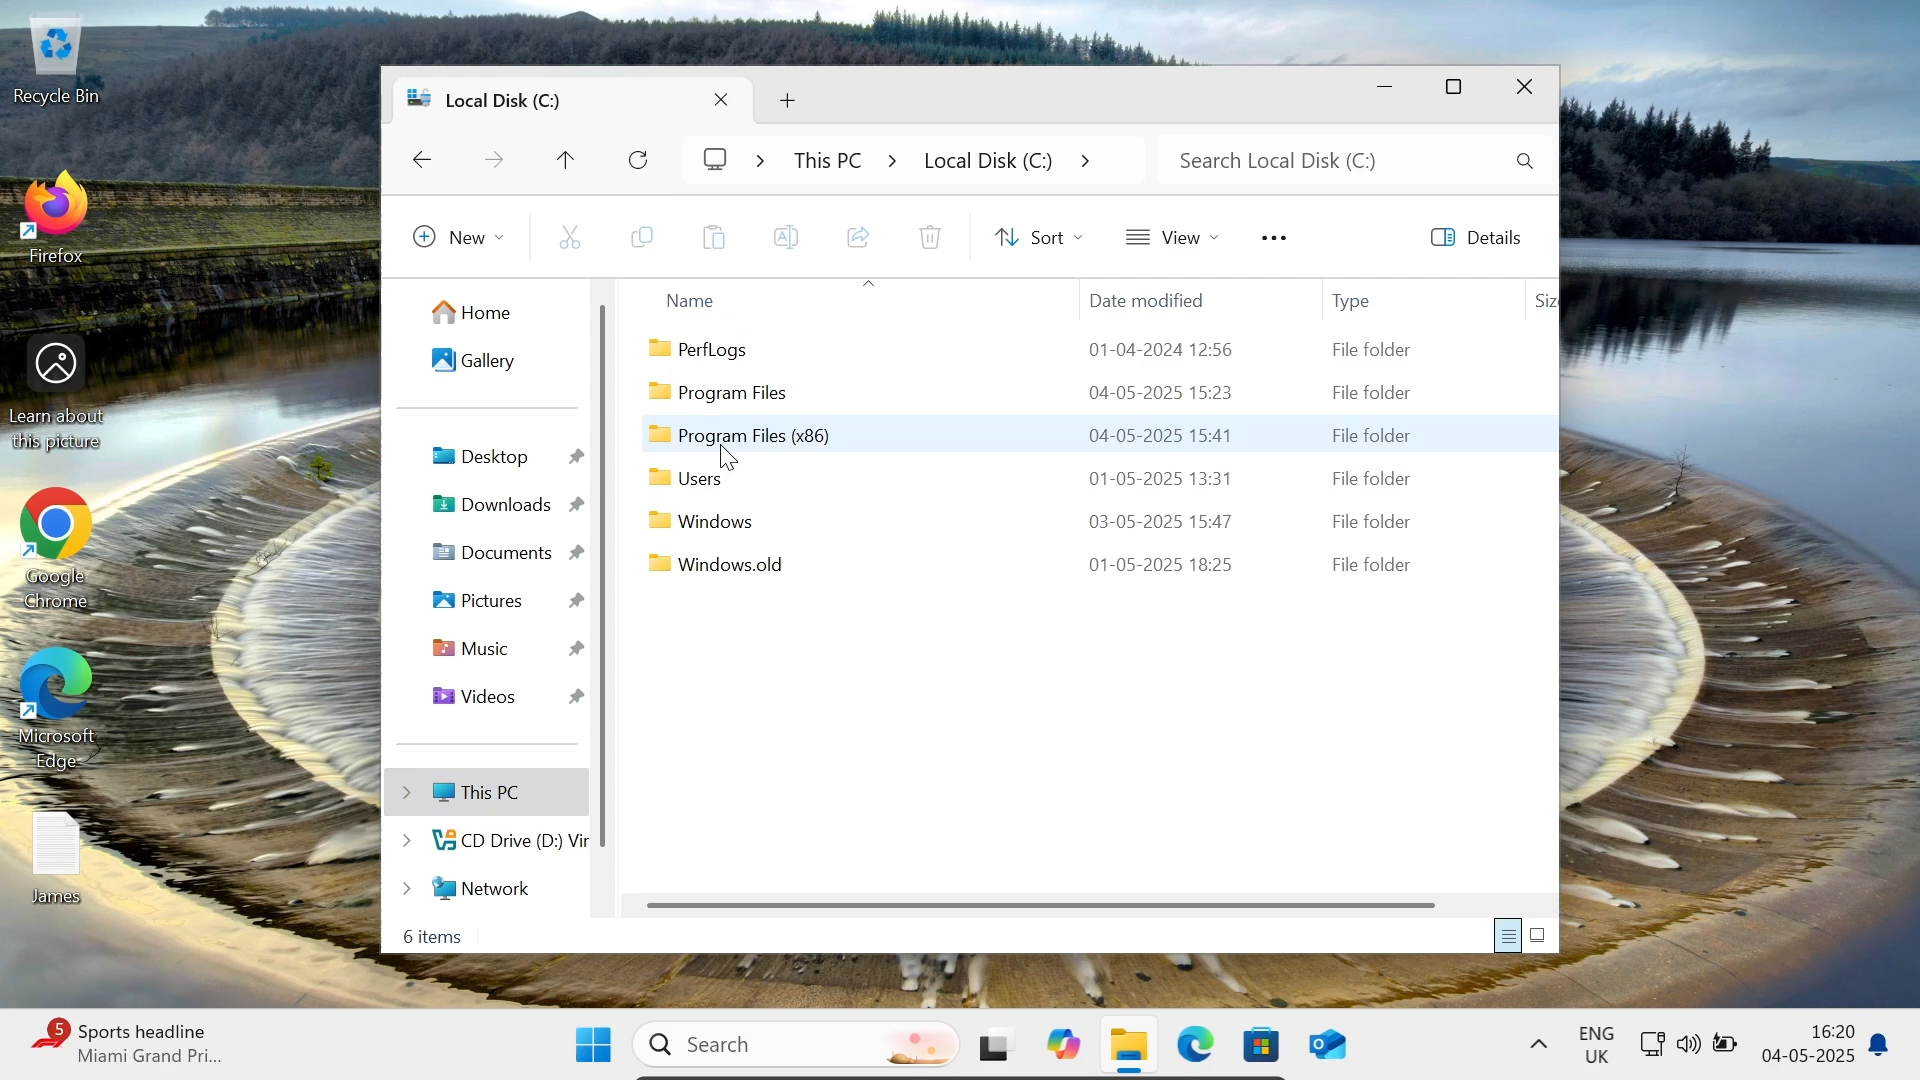 Recycle Bin
Firefox
Learn about
this picture
Google
Chrome
Microsoft
Edge
James
Local Disk (C:)
This PC
Local Disk (C:)
Search Local Disk (C:)
New
Sort
View
Details
Home
Gallery
Desktop
Downloads
Documents
Pictures
Music
Videos
This PC
CD Drive (D:) Vir
Network
Name Date modified Type Siz
PerfLogs 01-04-2024 12:56 File folder
Program Files 04-05-2025 15:23 File folder
Program Files (x86) 04-05-2025 15:41 File folder
Users 01-05-2025 13:31 File folder
Windows 03-05-2025 15:47 File folder
Windows.old 01-05-2025 18:25 File folder
6 items
5
Sports headline
Miami Grand Pri...
Search
ENG
UK
16:20
04-05-2025